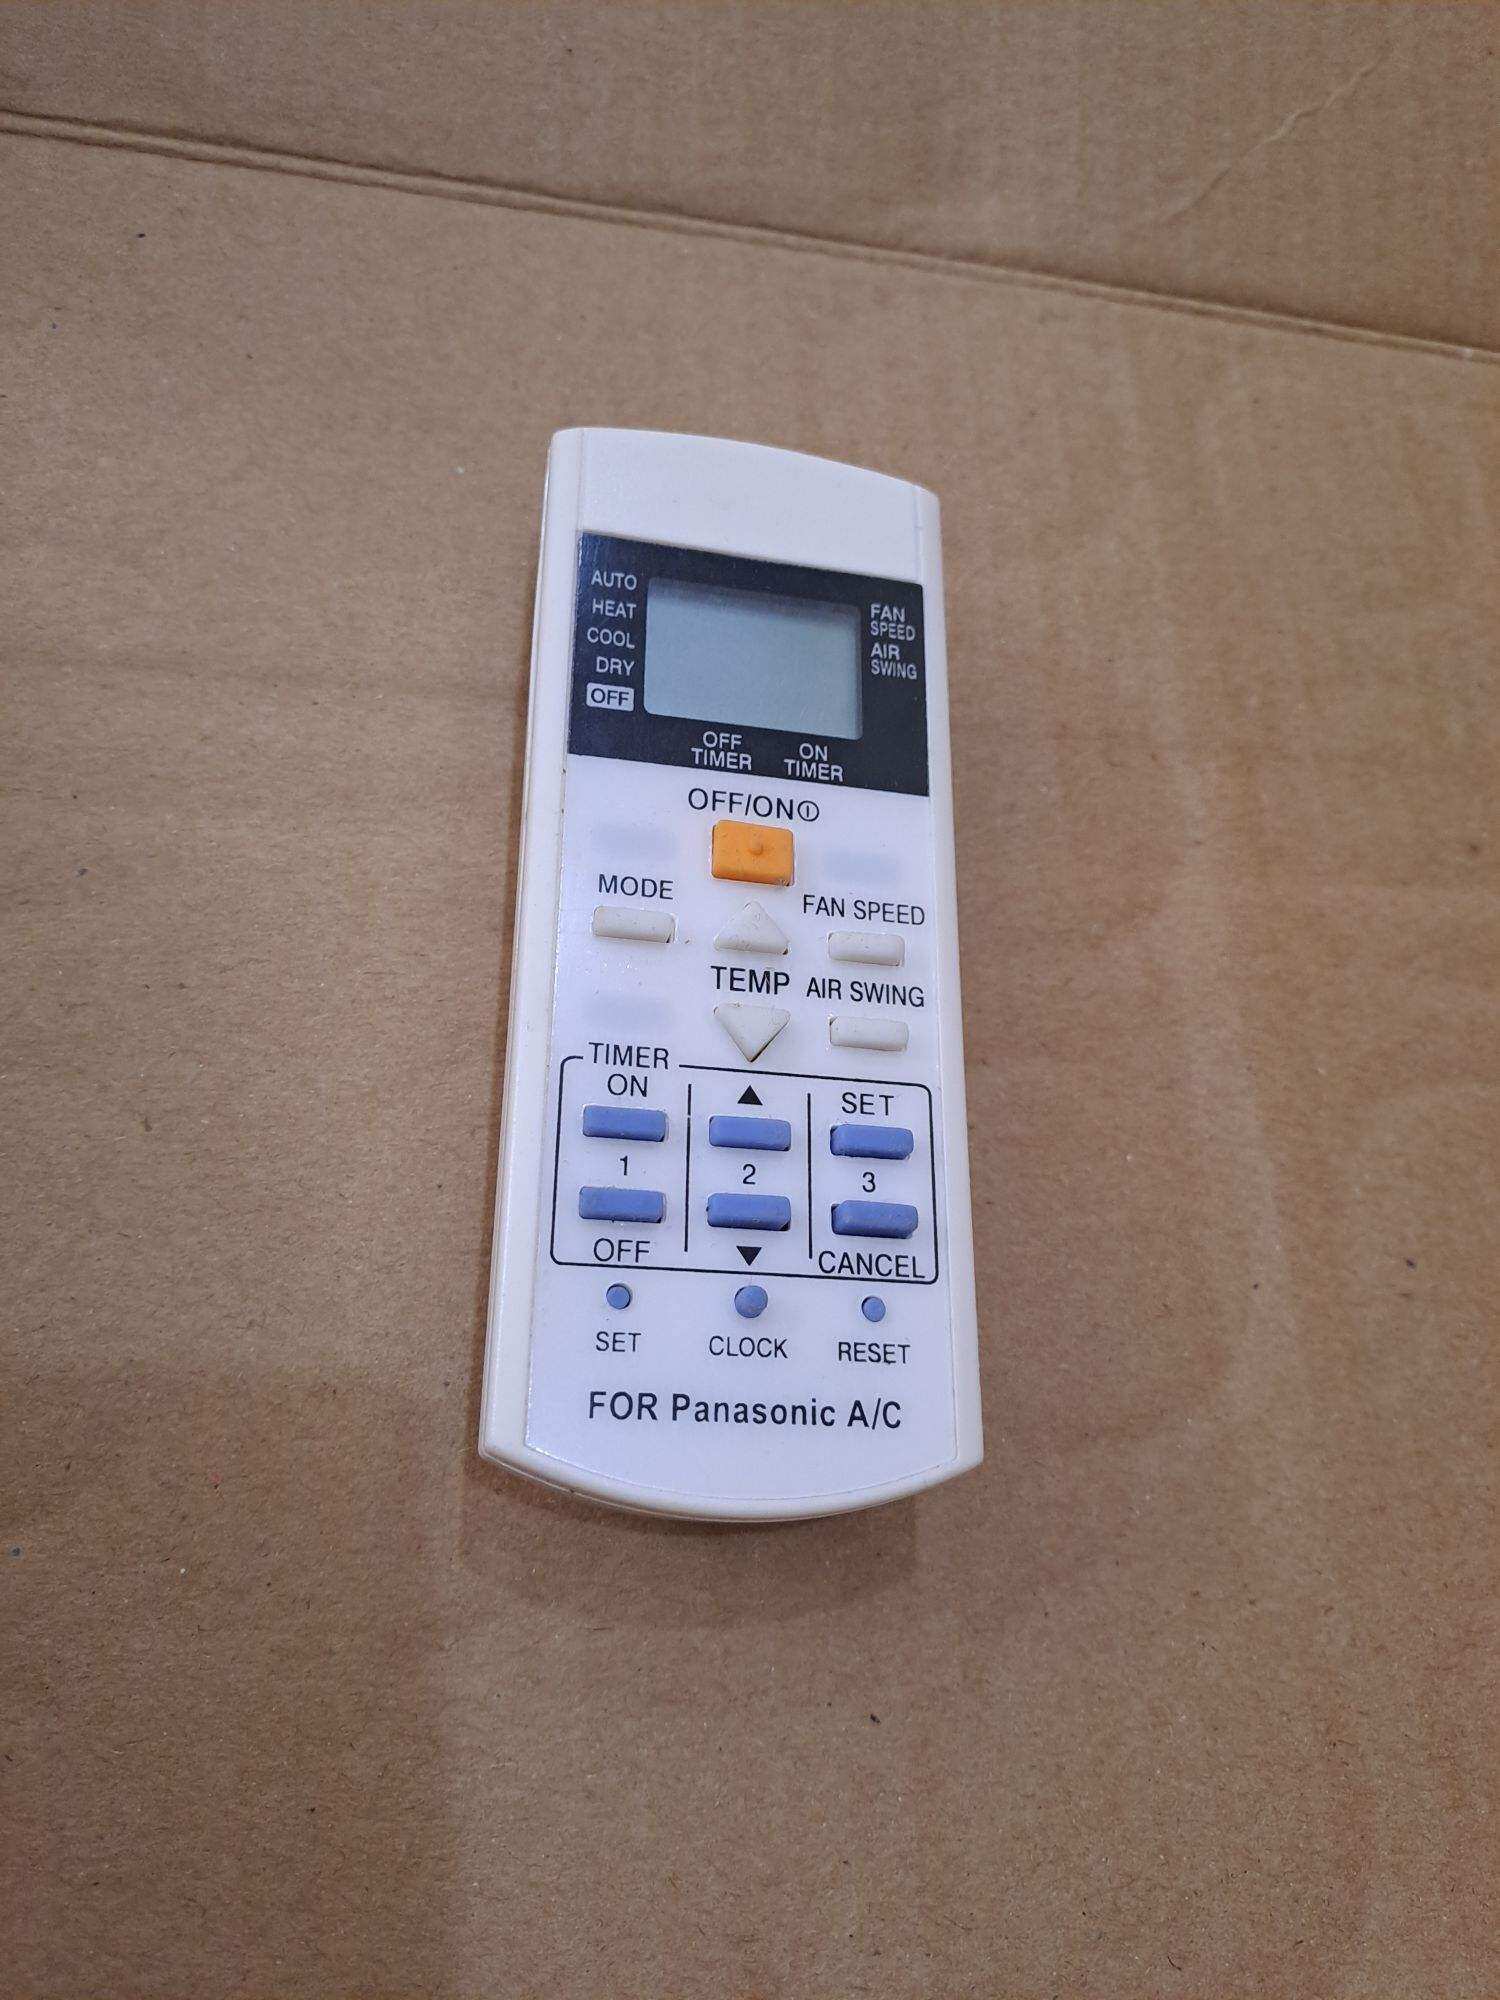 AUTO
HEAT
COOL
DRY
OFF
FAN
SPEED
AIR
SWING
OFF
TIMER
ON
TIMER
OFF/ON
MODE
FAN SPEED
TEMP
AIR SWING
TIMER
ON
▲
SET
1
2
3
OFF
▼
CANCEL
SET
CLOCK
RESET
FOR Panasonic A/C